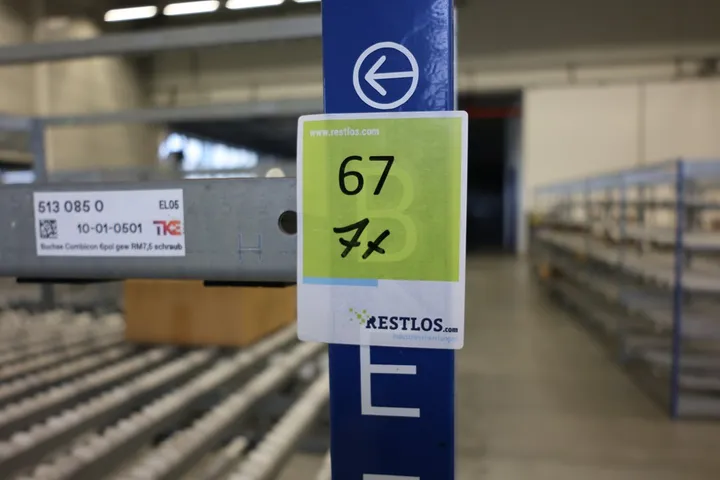 www.restlos.com
67
7x
RESTLOS.com
E
513 085 0 EL05
10-01-0501 TKE
Buchse Combicon 6pol gew RM7,5 schraub